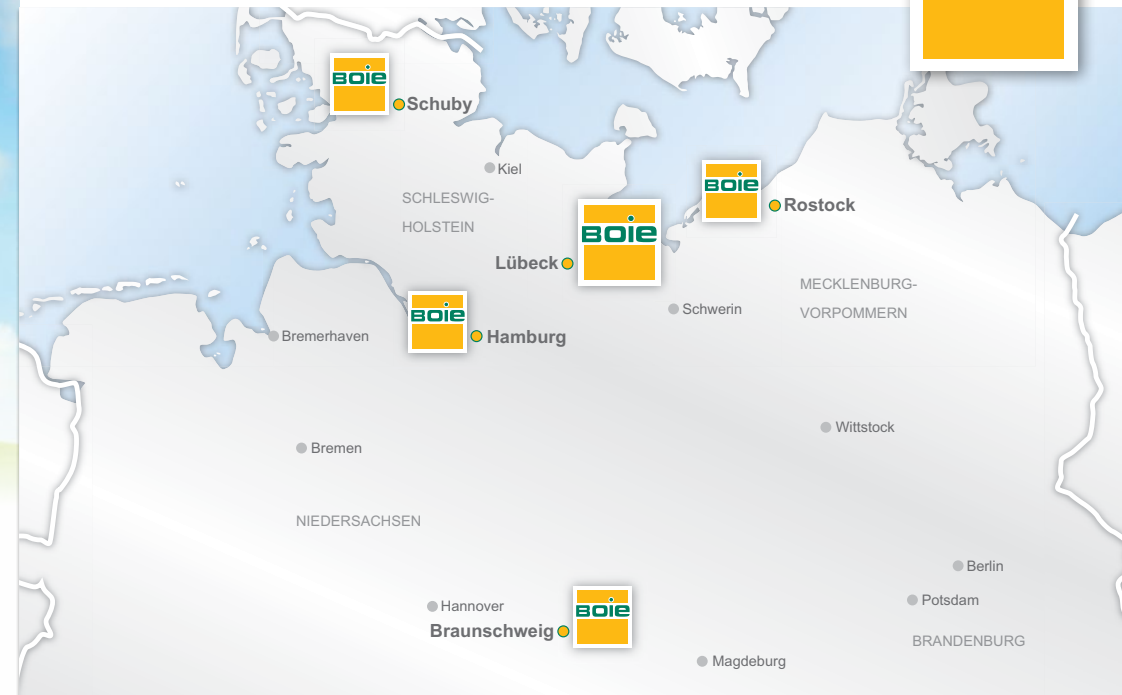 BOiE
Schuby
Kiel
SCHLESWIG-
HOLSTEIN
BOiE
Rostock
BOiE
Lübeck
MECKLENBURG-
VORPOMMERN
Schwerin
BOiE
Hamburg
Bremerhaven
Wittstock
Bremen
NIEDERSACHSEN
Berlin
Potsdam
Hannover
BOiE
Braunschweig
BRANDENBURG
Magdeburg